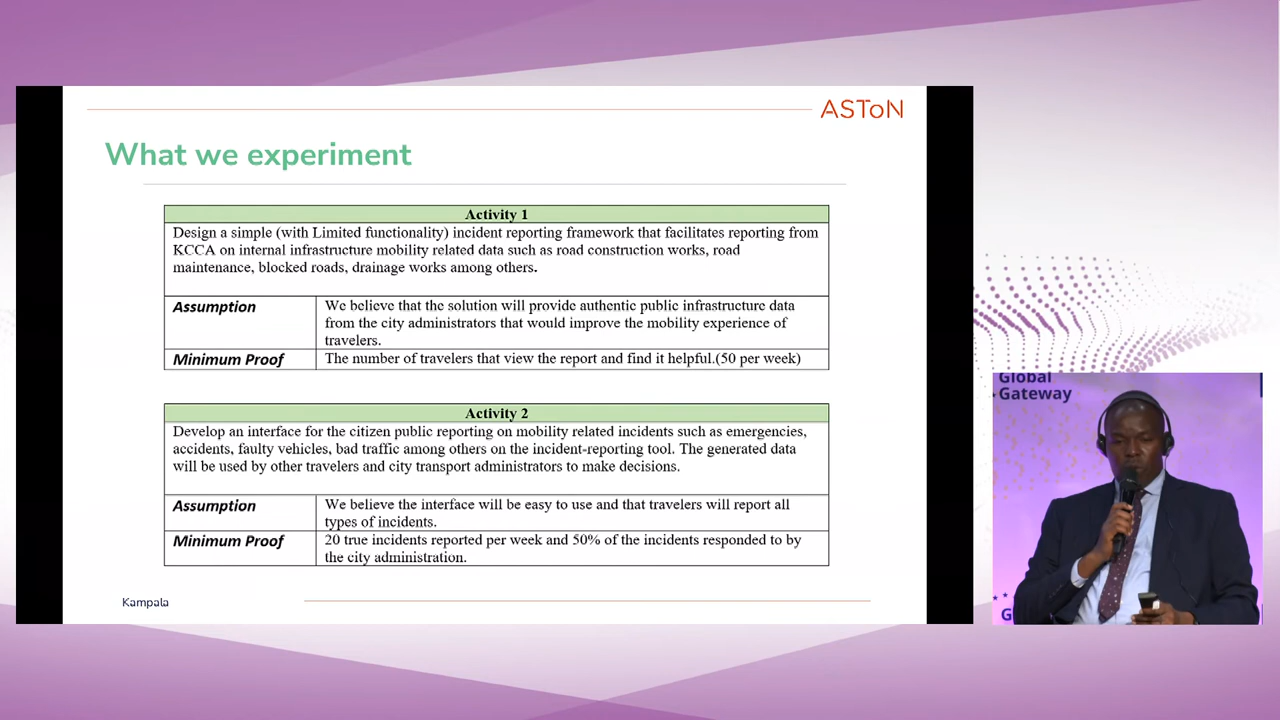 ASToN
What we experiment
Activity 1
Design a simple (with Limited functionality) incident reporting framework that facilitates reporting from
KCCA on internal infrastructure mobility related data such as road construction works, road
maintenance, blocked roads, drainage works among others.
Assumption
We believe that the solution will provide authentic public infrastructure data
from the city administrators that would improve the mobility experience of
travelers.
Minimum Proof
The number of travelers that view the report and find it helpful.(50 per week)
Activity 2
Develop an interface for the citizen public reporting on mobility related incidents such as emergencies,
accidents, faulty vehicles, bad traffic among others on the incident-reporting tool. The generated data
will be used by other travelers and city transport administrators to make decisions.
Assumption
We believe the interface will be easy to use and that travelers will report all
types of incidents.
Minimum Proof
20 true incidents reported per week and 50% of the incidents responded to by
the city administration.
Kampala
Global
Gateway